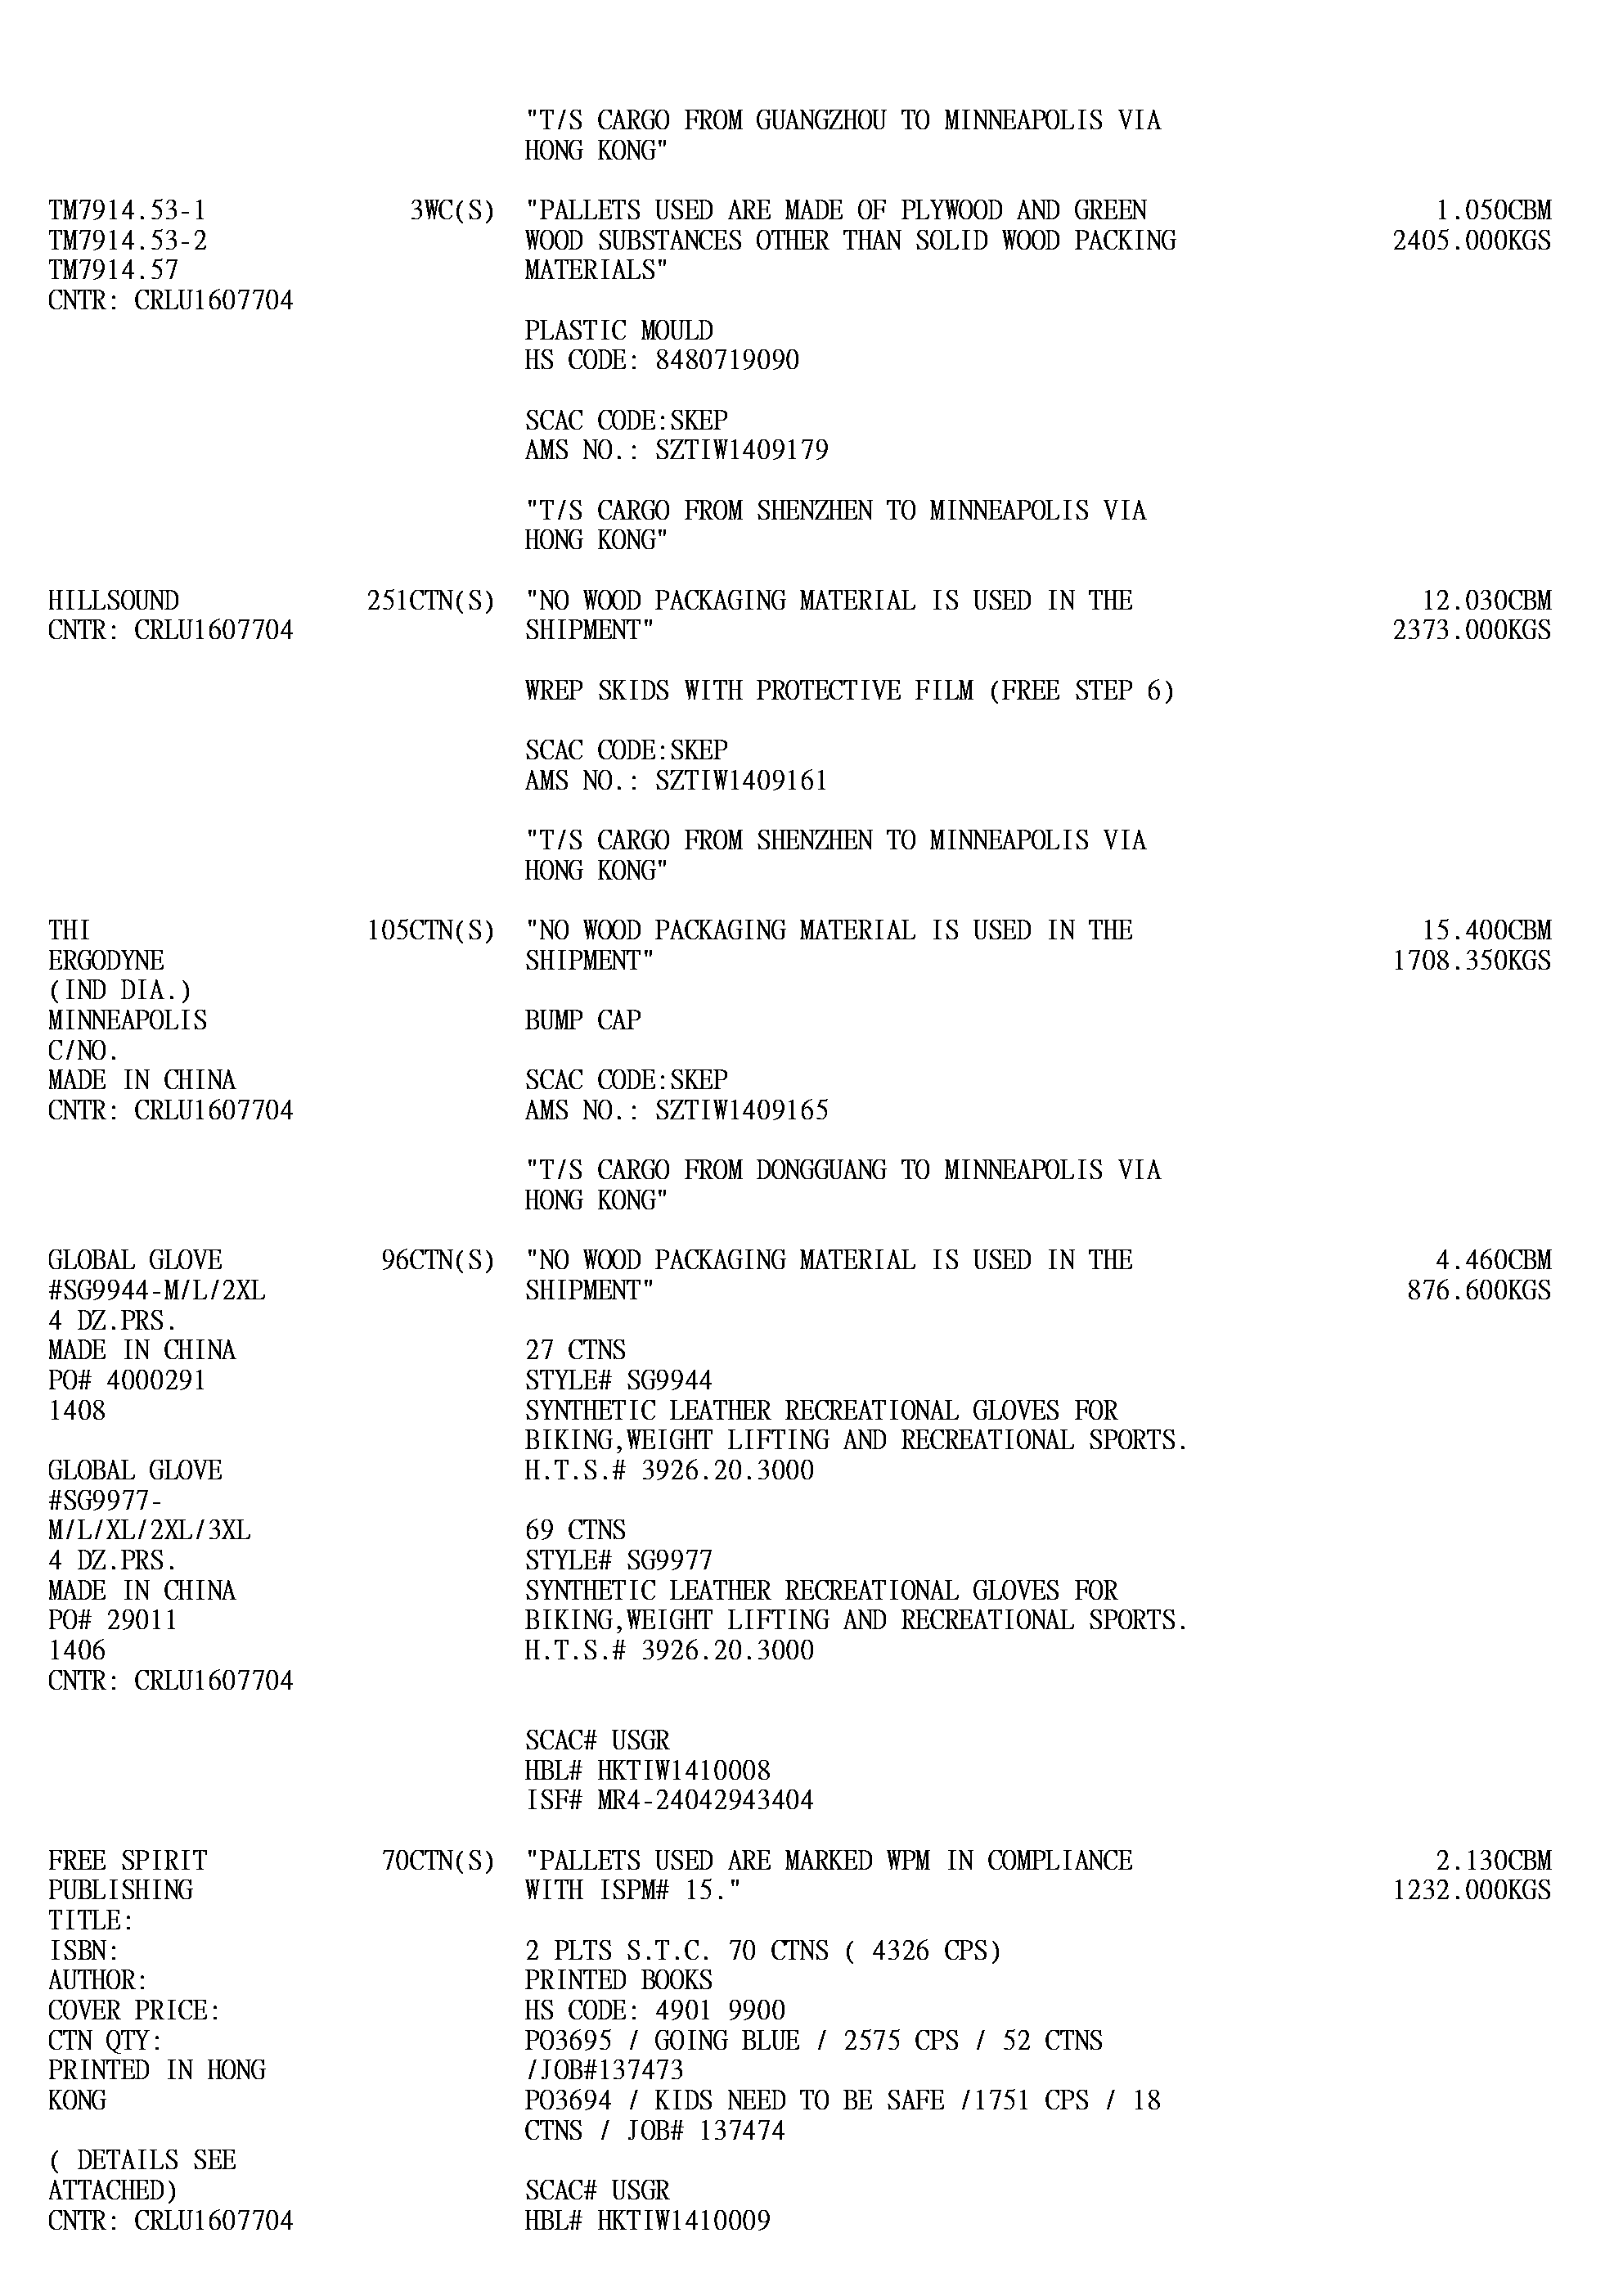 "T/S CARGO FROM GUANGZHOU TO MINNEAPOLIS VIA
HONG KONG"
TM7914.53-1 3WC(S) "PALLETS USED ARE MADE OF PLYWOOD AND GREEN 1.050CBM
TM7914.53-2 WOOD SUBSTANCES OTHER THAN SOLID WOOD PACKING 2405.000KGS
TM7914.57 MATERIALS"
CNTR: CRLU1607704
PLASTIC MOULD
HS CODE: 8480719090
SCAC CODE:SKEP
AMS NO.: SZTIW1409179
"T/S CARGO FROM SHENZHEN TO MINNEAPOLIS VIA
HONG KONG"
HILLSOUND 251CTN(S) "NO WOOD PACKAGING MATERIAL IS USED IN THE 12.030CBM
CNTR: CRLU1607704 SHIPMENT" 2373.000KGS
WREP SKIDS WITH PROTECTIVE FILM (FREE STEP 6)
SCAC CODE:SKEP
AMS NO.: SZTIW1409161
"T/S CARGO FROM SHENZHEN TO MINNEAPOLIS VIA
HONG KONG"
THI 105CTN(S) "NO WOOD PACKAGING MATERIAL IS USED IN THE 15.400CBM
ERGODYNE SHIPMENT" 1708.350KGS
(IND DIA.)
MINNEAPOLIS BUMP CAP
C/NO.
MADE IN CHINA SCAC CODE:SKEP
CNTR: CRLU1607704 AMS NO.: SZTIW1409165
"T/S CARGO FROM DONGGUANG TO MINNEAPOLIS VIA
HONG KONG"
GLOBAL GLOVE 96CTN(S) "NO WOOD PACKAGING MATERIAL IS USED IN THE 4.460CBM
#SG9944-M/L/2XL SHIPMENT" 876.600KGS
4 DZ.PRS.
MADE IN CHINA 27 CTNS
PO# 4000291 STYLE# SG9944
1408 SYNTHETIC LEATHER RECREATIONAL GLOVES FOR
BIKING,WEIGHT LIFTING AND RECREATIONAL SPORTS.
GLOBAL GLOVE H.T.S.# 3926.20.3000
#SG9977-
M/L/XL/2XL/3XL 69 CTNS
4 DZ.PRS. STYLE# SG9977
MADE IN CHINA SYNTHETIC LEATHER RECREATIONAL GLOVES FOR
PO# 29011 BIKING,WEIGHT LIFTING AND RECREATIONAL SPORTS.
1406 H.T.S.# 3926.20.3000
CNTR: CRLU1607704
SCAC# USGR
HBL# HKTIW1410008
ISF# MR4-24042943404
FREE SPIRIT 70CTN(S) "PALLETS USED ARE MARKED WPM IN COMPLIANCE 2.130CBM
PUBLISHING WITH ISPM# 15." 1232.000KGS
TITLE:
ISBN: 2 PLTS S.T.C. 70 CTNS ( 4326 CPS)
AUTHOR: PRINTED BOOKS
COVER PRICE: HS CODE: 4901 9900
CTN QTY: PO3695 / GOING BLUE / 2575 CPS / 52 CTNS
PRINTED IN HONG /JOB#137473
KONG PO3694 / KIDS NEED TO BE SAFE /1751 CPS / 18
CTNS / JOB# 137474
( DETAILS SEE
ATTACHED) SCAC# USGR
CNTR: CRLU1607704 HBL# HKTIW1410009